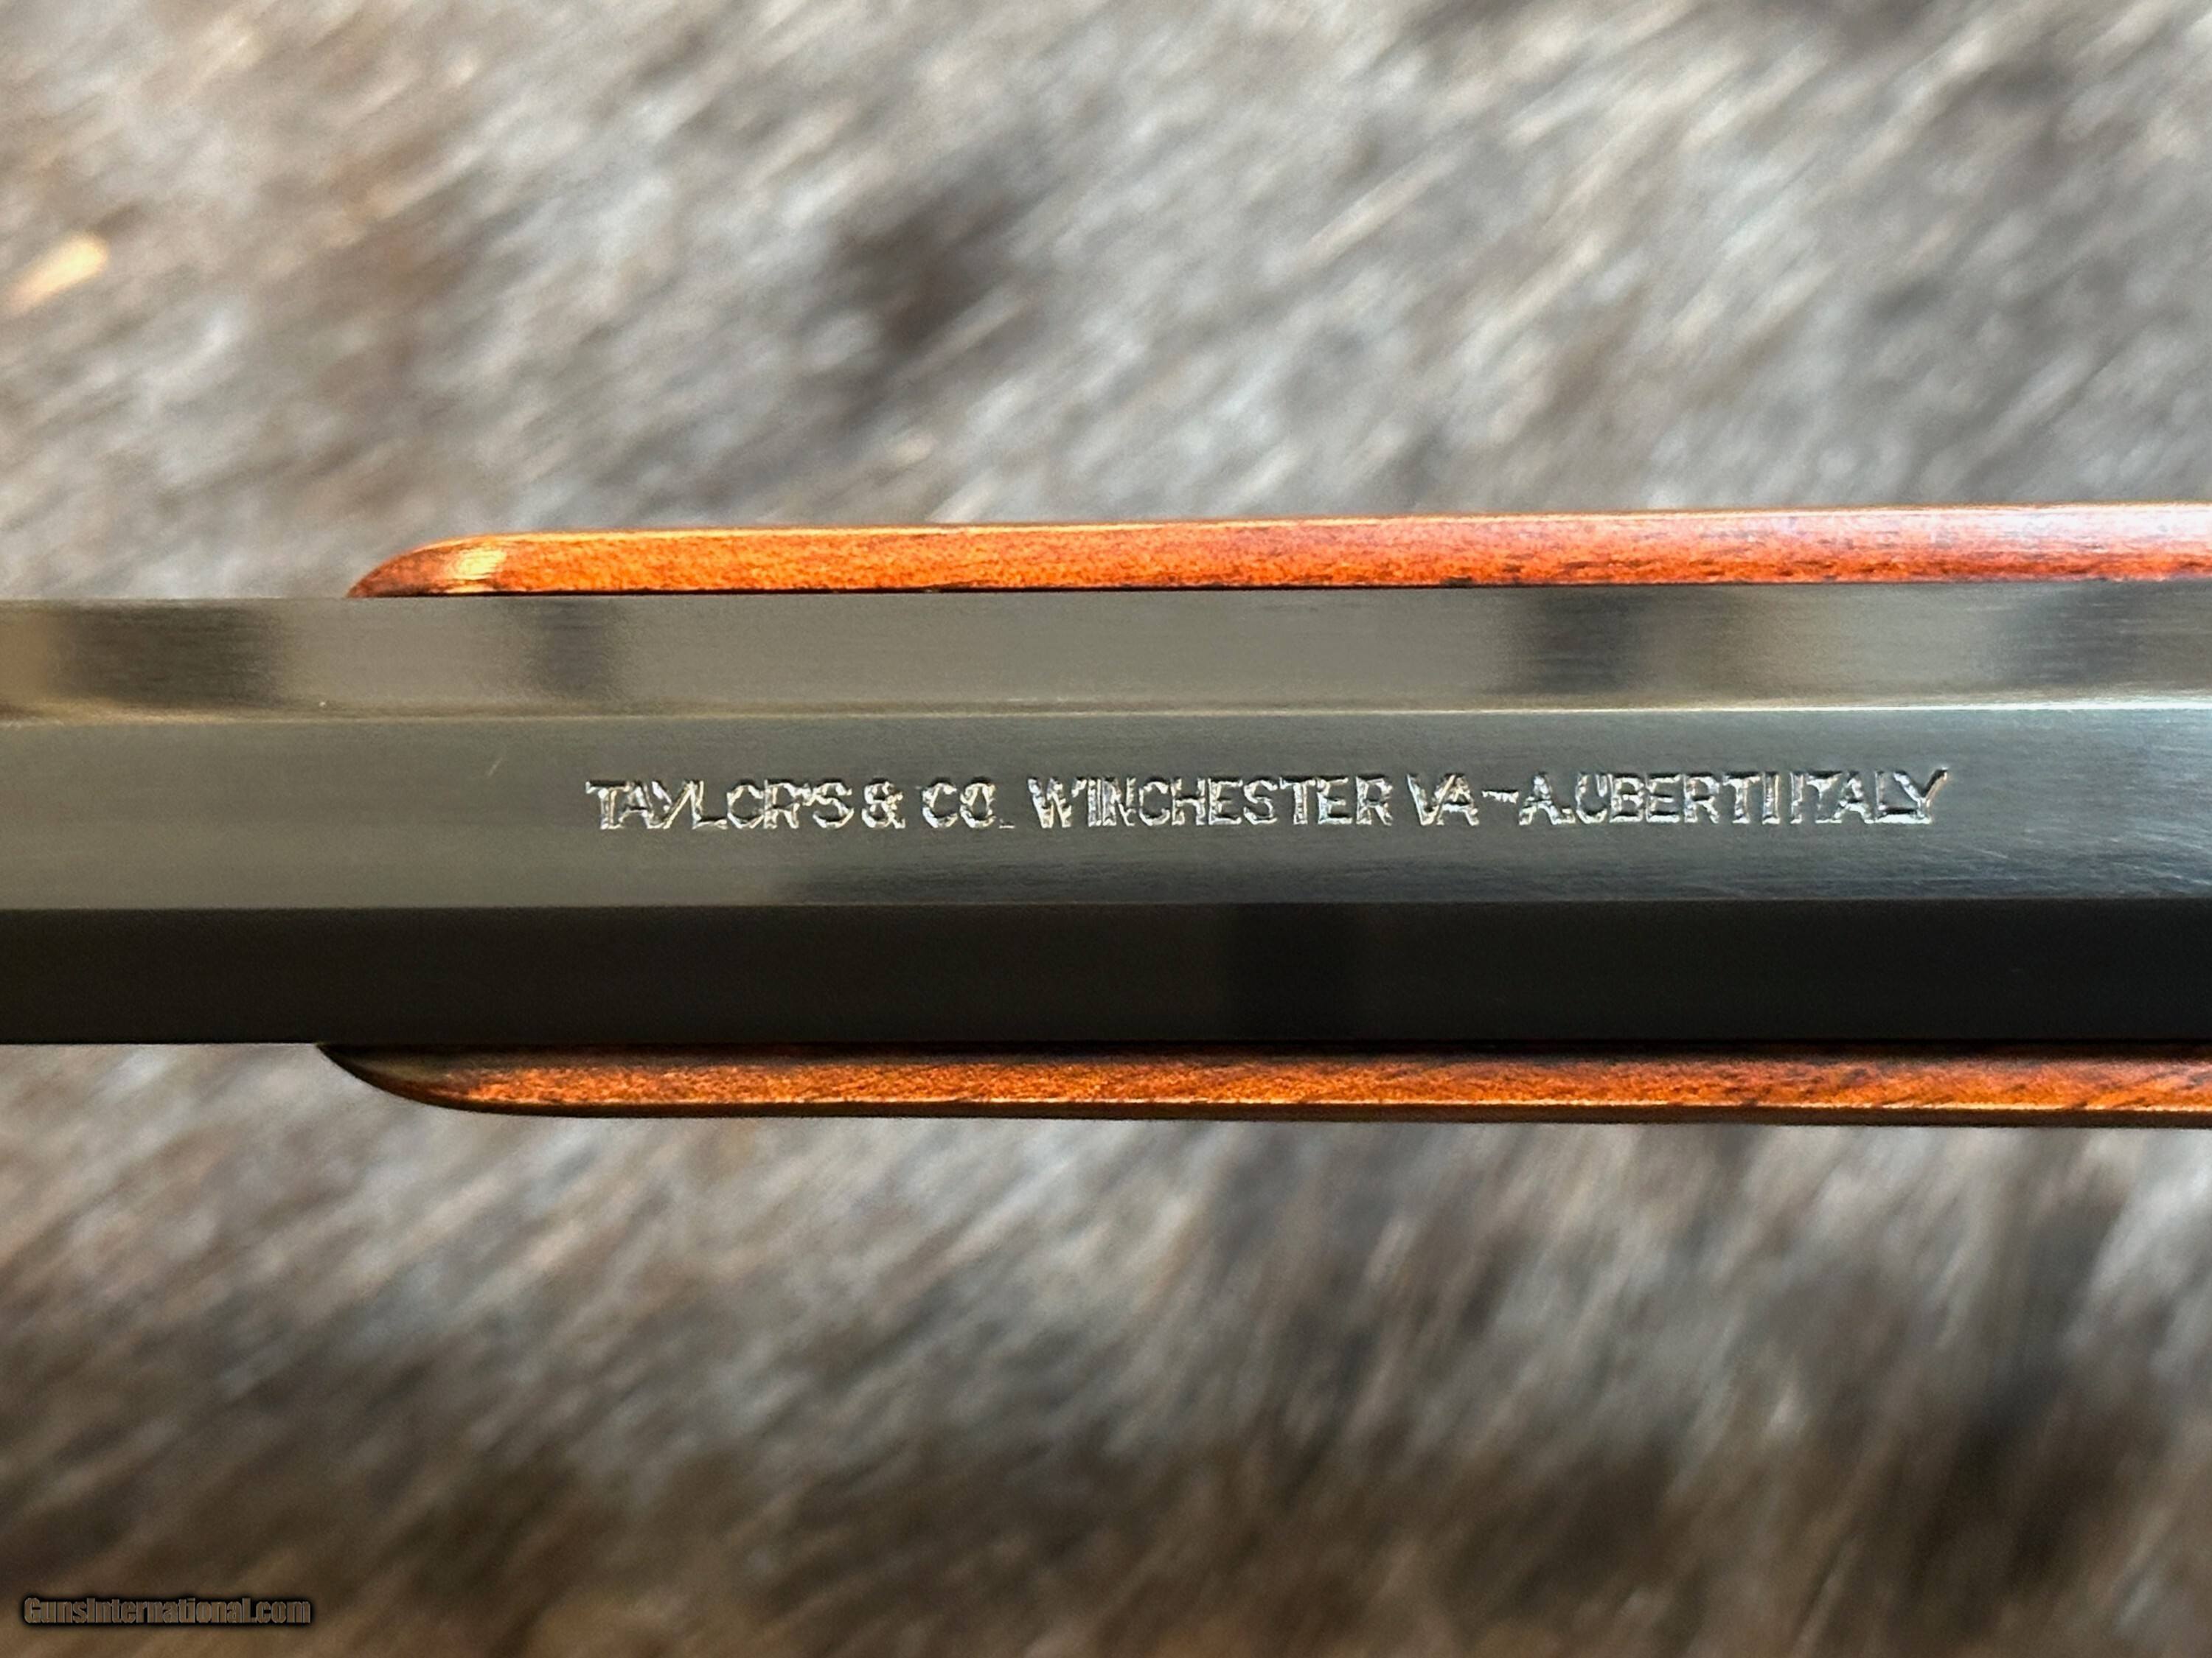 TAYLOR'S & CO. WINCHESTER VA-A.UBERTI ITALY
GunsInternational.com